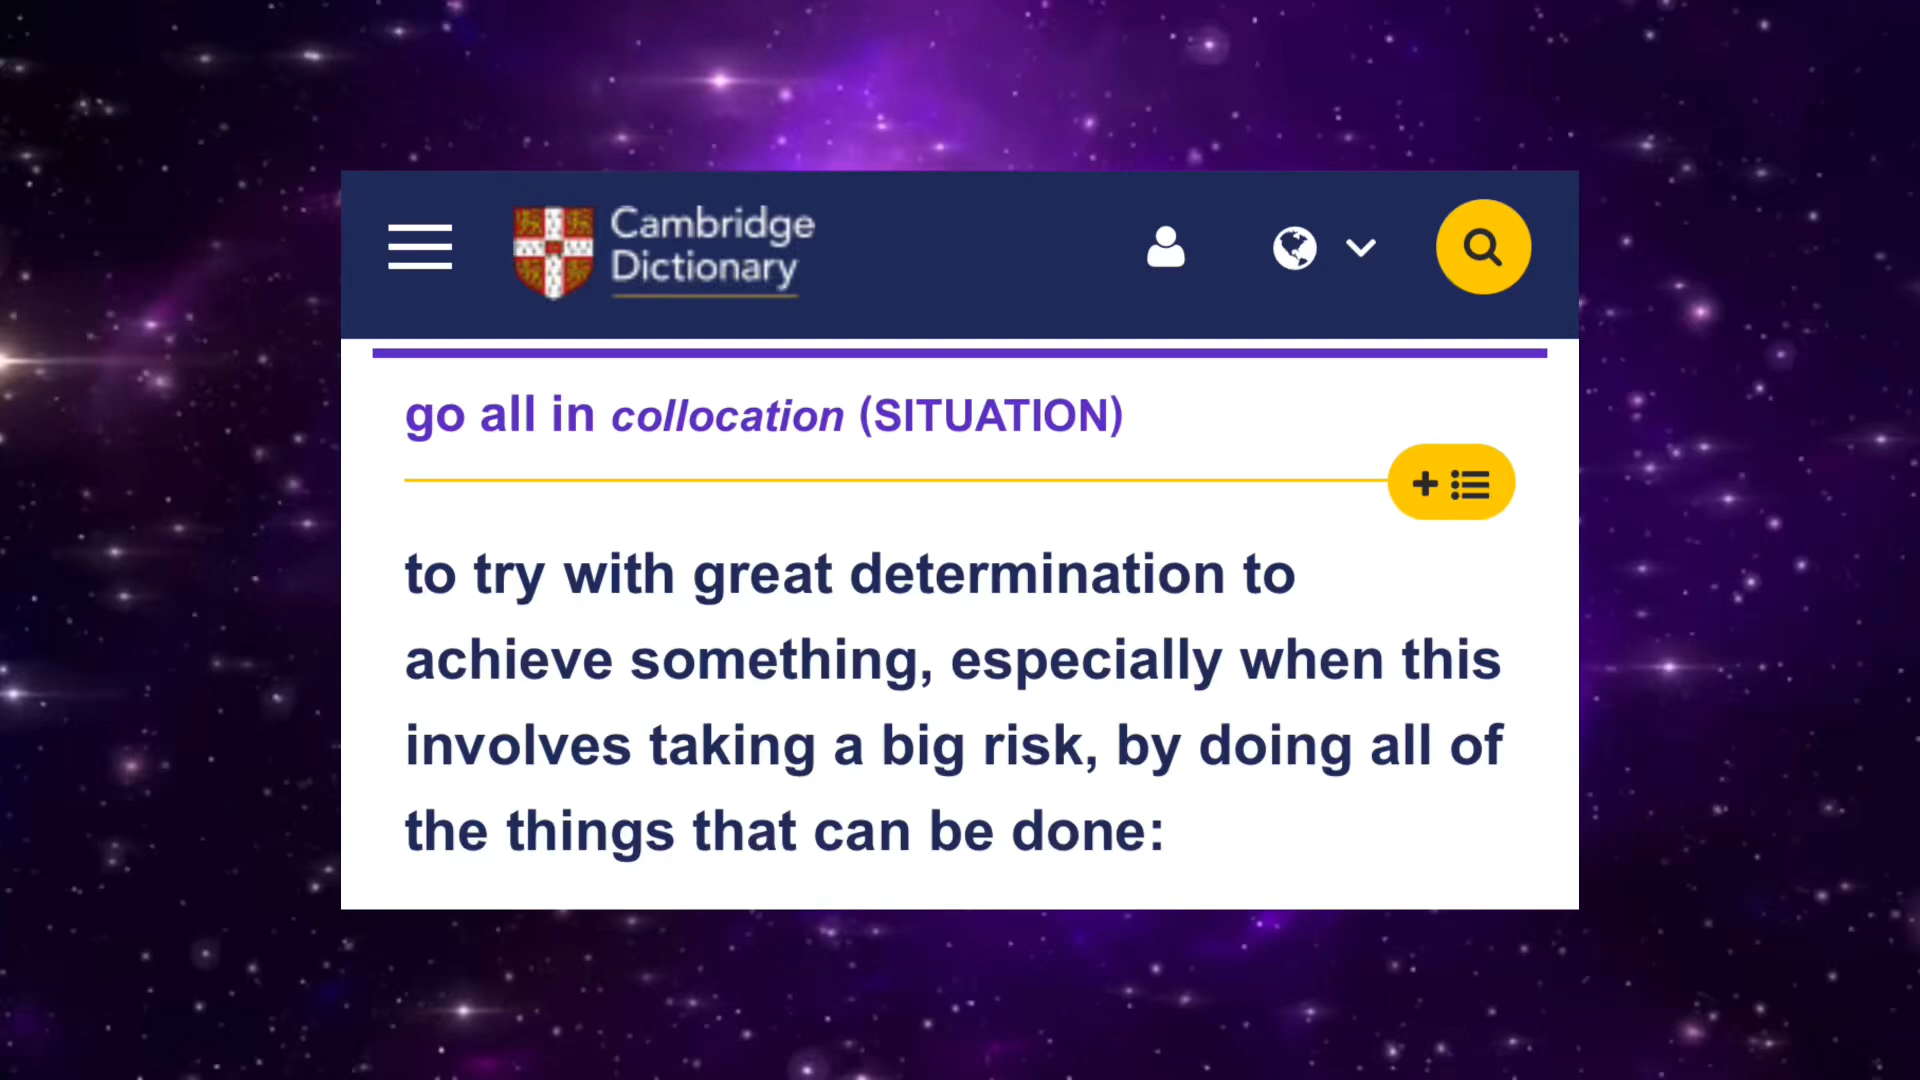 Cambridge
Dictionary
go all in collocation (SITUATION)
to try with great determination to
achieve something, especially when this
involves taking a big risk, by doing all of
the things that can be done: